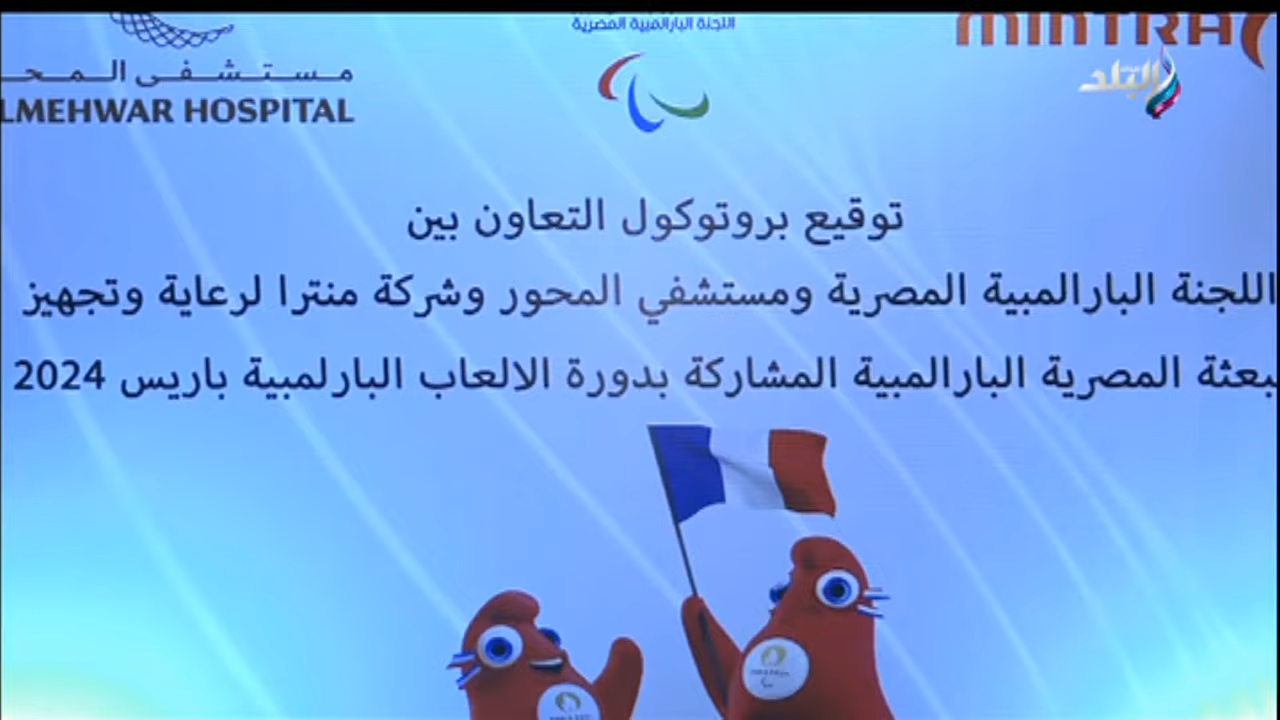 اللجنة البارالمبية المصرية
MINTRA
البلد
مستشفى المحـ
LMEHWAR HOSPITAL
توقيع بروتوكول التعاون بين
اللجنة البارالمبية المصرية ومستشفي المحور وشركة منترا لرعاية وتجهيز
لبعثة المصرية البارالمبية المشاركة بدورة الالعاب البارلمبية باريس 2024